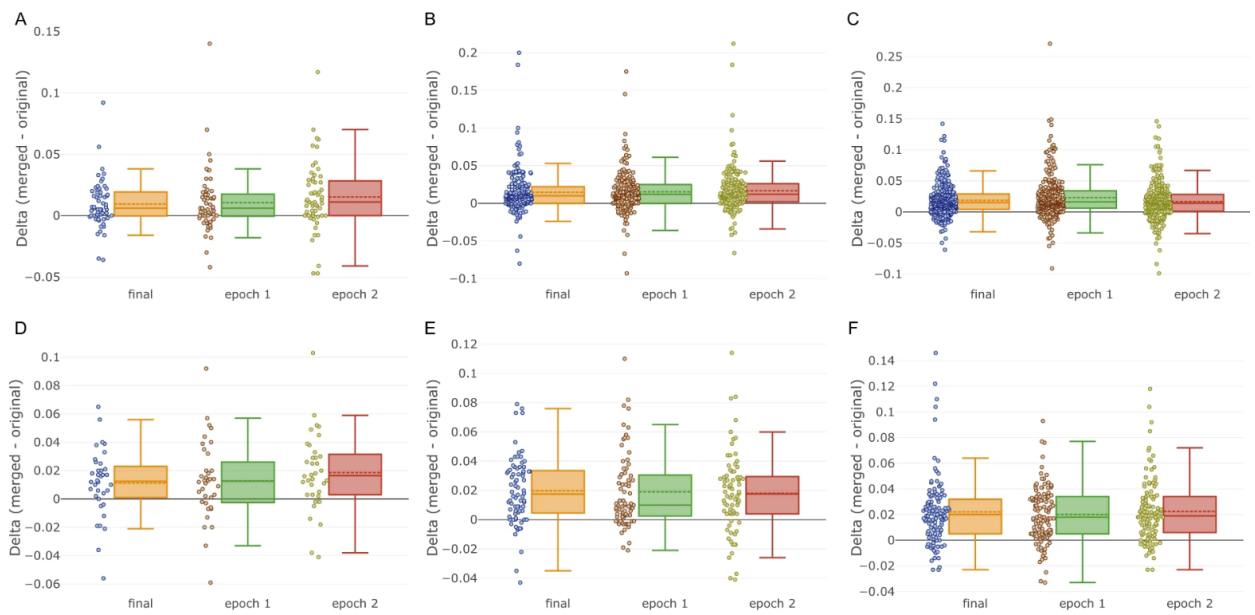 A
Delta (merged - original)
0.15
0.1
0.05
0
−0.05
final
epoch 1
epoch 2
B
Delta (merged - original)
0.2
0.15
0.1
0.05
0
−0.05
−0.1
final
epoch 1
epoch 2
C
Delta (merged - original)
0.25
0.2
0.15
0.1
0.05
0
−0.05
−0.1
final
epoch 1
epoch 2
D
Delta (merged - original)
0.1
0.08
0.06
0.04
0.02
0
−0.02
−0.04
−0.06
final
epoch 1
epoch 2
E
Delta (merged - original)
0.12
0.1
0.08
0.06
0.04
0.02
0
−0.02
−0.04
final
epoch 1
epoch 2
F
Delta (merged - original)
0.14
0.12
0.1
0.08
0.06
0.04
0.02
0
−0.02
−0.04
final
epoch 1
epoch 2